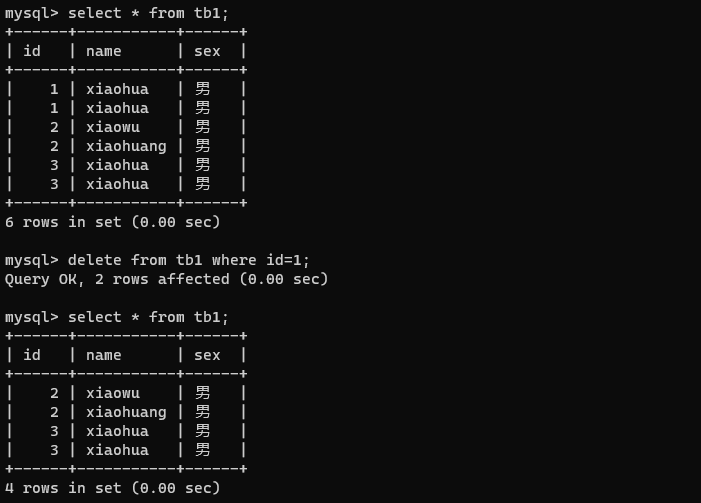 mysql> select * from tb1;
+------+-----------+------+
| id   | name      | sex  |
+------+-----------+------+
|    1 | xiaohua   | 男   |
|    1 | xiaohua   | 男   |
|    2 | xiaowu    | 男   |
|    2 | xiaohuang | 男   |
|    3 | xiaohua   | 男   |
|    3 | xiaohua   | 男   |
+------+-----------+------+
6 rows in set (0.00 sec)

mysql> delete from tb1 where id=1;
Query OK, 2 rows affected (0.00 sec)

mysql> select * from tb1;
+------+-----------+------+
| id   | name      | sex  |
+------+-----------+------+
|    2 | xiaowu    | 男   |
|    2 | xiaohuang | 男   |
|    3 | xiaohua   | 男   |
|    3 | xiaohua   | 男   |
+------+-----------+------+
4 rows in set (0.00 sec)